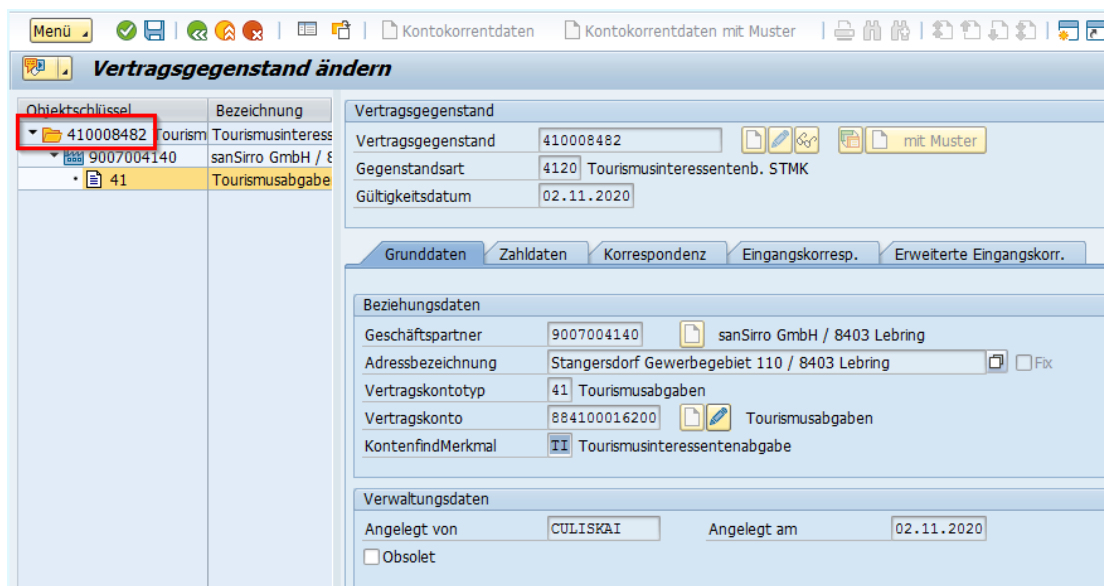 Menü Kontokorrentdaten Kontokorrentdaten mit Muster
Vertragsgegenstand ändern
Objektschlüssel Bezeichnung
410008482 Tourism Tourismusinteress
9007004140 sanSirro GmbH / 8
41 Tourismusabgabe
Vertragsgegenstand
Vertragsgegenstand 410008482 mit Muster
Gegenstandsart 4120 Tourismusinteressentenb. STMK
Gültigkeitsdatum 02.11.2020
Grunddaten Zahldaten Korrespondenz Eingangskorresp. Erweiterte Eingangskorr.
Beziehungsdaten
Geschäftspartner 9007004140 sanSirro GmbH / 8403 Lebring
Adressbezeichnung Stangersdorf Gewerbegebiet 110 / 8403 Lebring Fix
Vertragskontotyp 41 Tourismusabgaben
Vertragskonto 884100016200 Tourismusabgaben
KontenfindMerkmal TI Tourismusinteressentenabgabe
Verwaltungsdaten
Angelegt von CULISKAI Angelegt am 02.11.2020
Obsolet